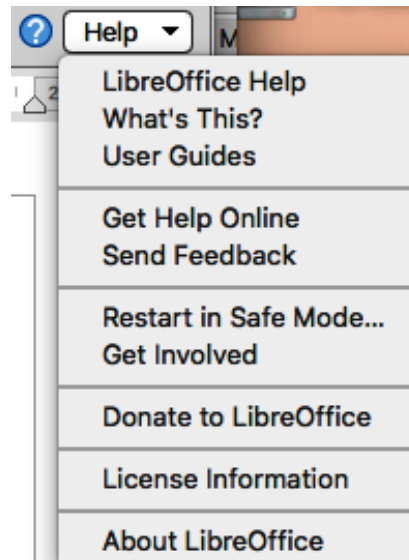 Help
M
2
LibreOffice Help
What's This?
User Guides
Get Help Online
Send Feedback
Restart in Safe Mode...
Get Involved
Donate to LibreOffice
License Information
About LibreOffice